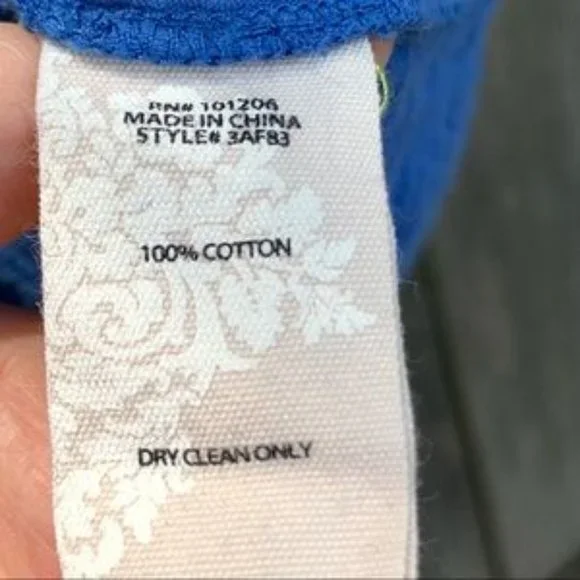 RN# 101206
MADE IN CHINA
STYLE# 3AF83
100% COTTON
DRY CLEAN ONLY